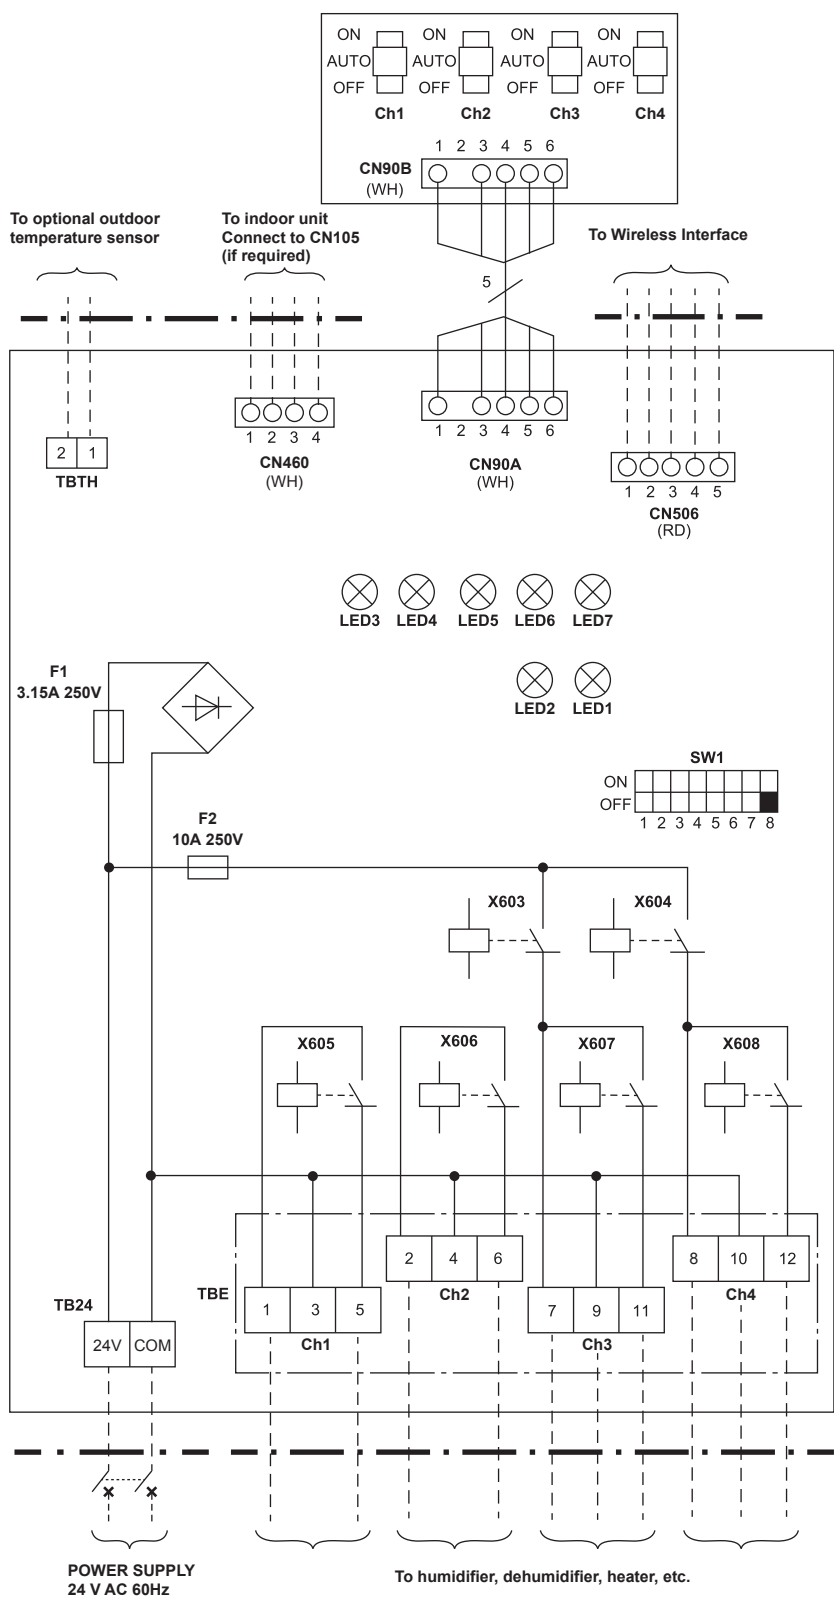 ON ON ON ON
AUTO AUTO AUTO AUTO
OFF OFF OFF OFF
Ch1 Ch2 Ch3 Ch4
1 2 3 4 5 6
CN90B
(WH)
To optional outdoor
temperature sensor
To indoor unit
Connect to CN105
(if required)
To Wireless Interface
5
2 1
TBTH
1 2 3 4
CN460
(WH)
1 2 3 4 5 6
CN90A
(WH)
1 2 3 4 5
CN506
(RD)
LED3 LED4 LED5 LED6 LED7
LED2 LED1
F1
3.15A 250V
SW1
ON
OFF
1 2 3 4 5 6 7 8
F2
10A 250V
X603 X604
X605 X606 X607 X608
TB24
24V COM
TBE
1 3 5
Ch1
2 4 6
Ch2
7 9 11
Ch3
8 10 12
Ch4
POWER SUPPLY
24 V AC 60Hz
To humidifier, dehumidifier, heater, etc.